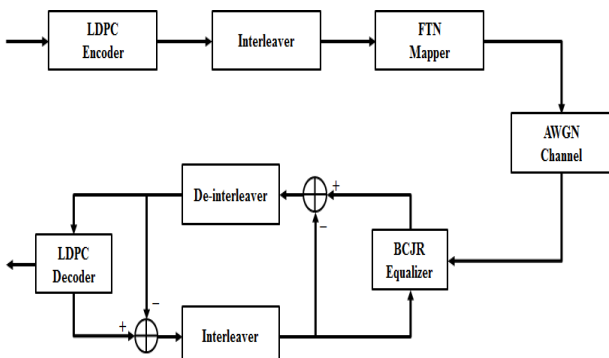 LDPC
Encoder
Interleaver
FTN
Mapper
AWGN
Channel
De-interleaver
+
−
BCJR
Equalizer
LDPC
Decoder
−
+
Interleaver